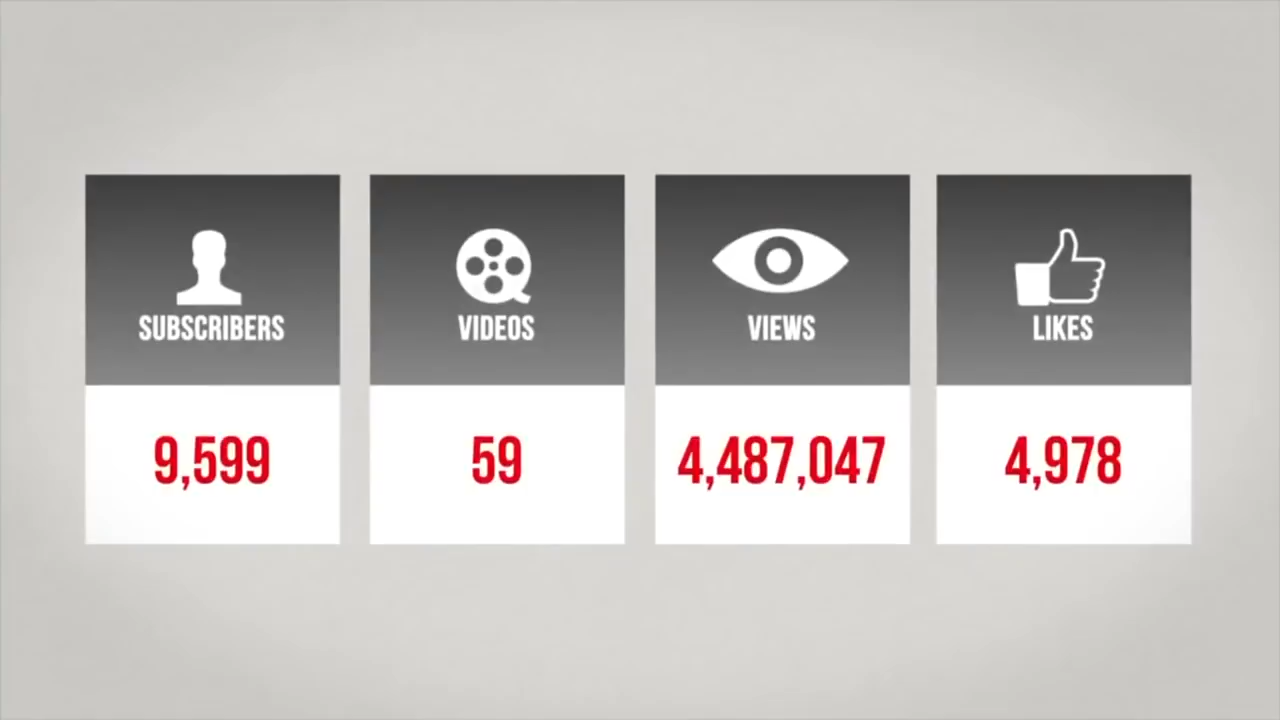 SUBSCRIBERS
9,599
VIDEOS
59
VIEWS
4,487,047
LIKES
4,978